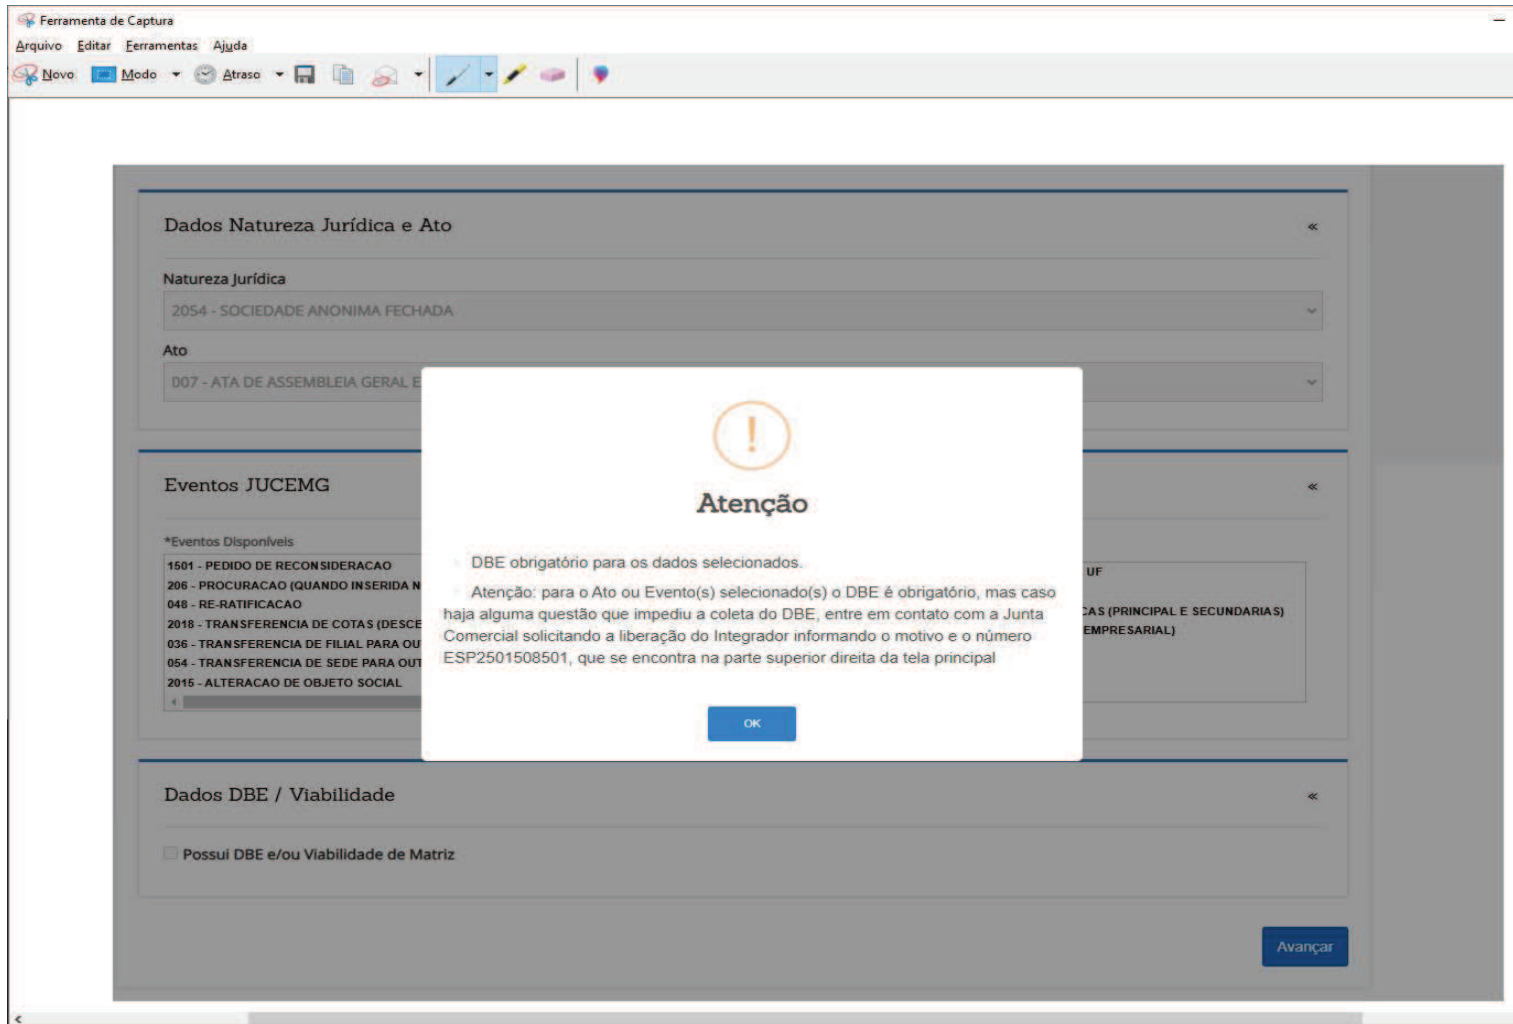 Ferramenta de Captura
Arquivo Editar Ferramentas Ajuda
Novo Modo Atraso
Dados Natureza Jurídica e Ato
Natureza Jurídica
2054 - SOCIEDADE ANONIMA FECHADA
Ato
007 - ATA DE ASSEMBLEIA GERAL E
Eventos JUCEMG
*Eventos Disponíveis
1501 - PEDIDO DE RECONSIDERACAO
206 - PROCURACAO (QUANDO INSERIDA N
048 - RE-RATIFICACAO
2018 - TRANSFERENCIA DE COTAS (DESCE
036 - TRANSFERENCIA DE FILIAL PARA OU
054 - TRANSFERENCIA DE SEDE PARA OUT
2015 - ALTERACAO DE OBJETO SOCIAL
UF
CAS (PRINCIPAL E SECUNDARIAS)
EMPRESARIAL)
Atenção
DBE obrigatório para os dados selecionados.
Atenção: para o Ato ou Evento(s) selecionado(s) o DBE é obrigatório, mas caso
haja alguma questão que impediu a coleta do DBE, entre em contato com a Junta
Comercial solicitando a liberação do Integrador informando o motivo e o número
ESP2501508501, que se encontra na parte superior direita da tela principal
OK
Dados DBE / Viabilidade
Possui DBE e/ou Viabilidade de Matriz
Avançar